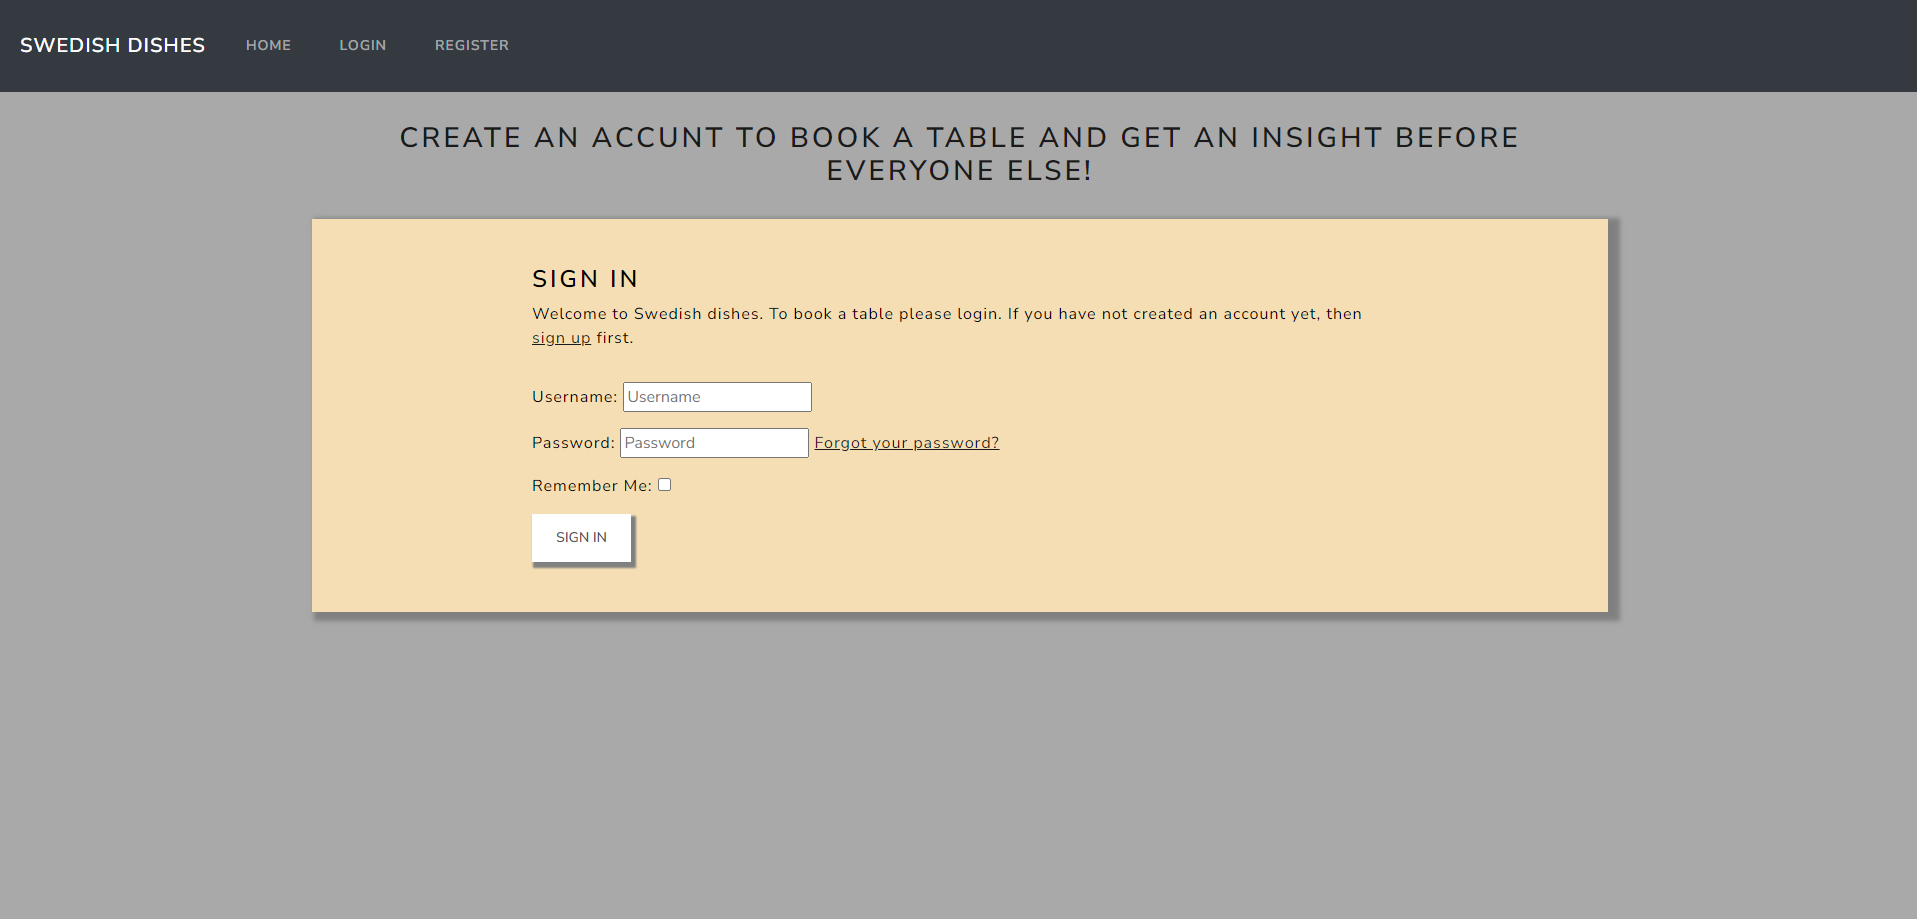 SWEDISH DISHES HOME LOGIN REGISTER
CREATE AN ACCUNT TO BOOK A TABLE AND GET AN INSIGHT BEFORE
EVERYONE ELSE!
SIGN IN
Welcome to Swedish dishes. To book a table please login. If you have not created an account yet, then
sign up first.
Username: Username
Password: Password Forgot your password?
Remember Me:
SIGN IN